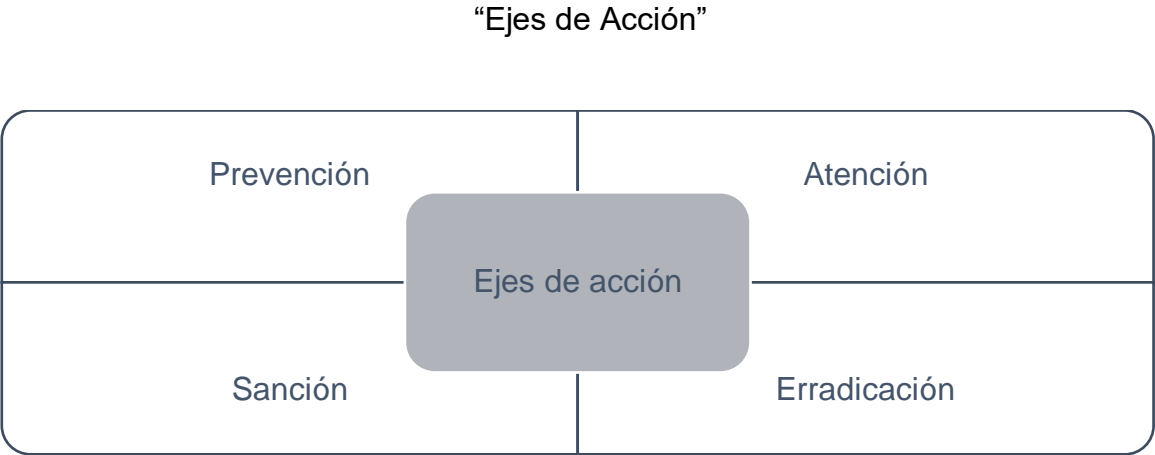 “Ejes de Acción”
Prevención
Atención
Ejes de acción
Sanción
Erradicación